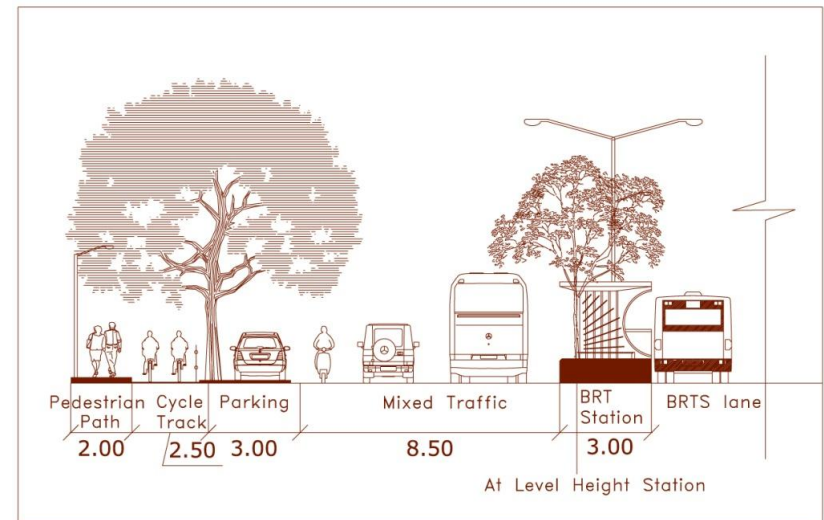 Pedestrian
Path
Cycle
Track
Parking
Mixed Traffic
BRT
Station
BRTS lane
2.00
2.50
3.00
8.50
3.00
At Level Height Station